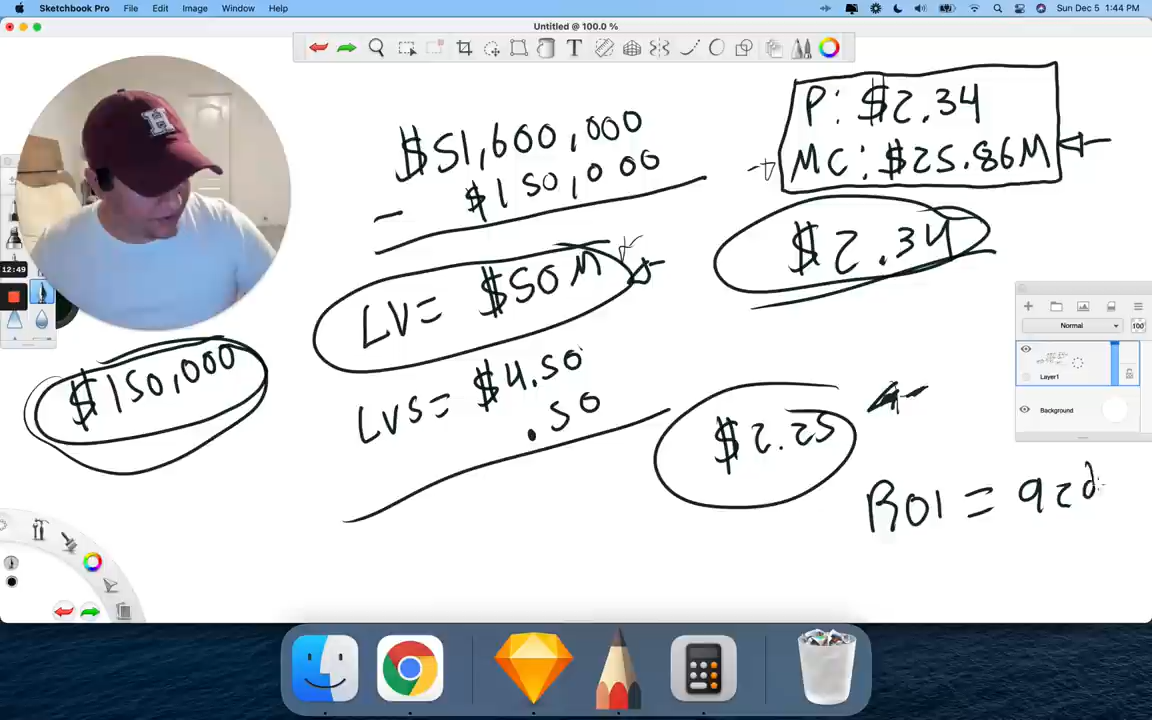 Sketchbook Pro File Edit Image Window Help
Sun Dec 5 1:44 PM
Untitled @ 100.0 %
T
H
12:49
$51,600,000
- $150,000
LV= $50M
LVS= $4.50
.50
$150,000
P: $2.34
MC: $25.86M
$2.34
$2.25
ROI = 92%
Normal
100
Layer1
Background